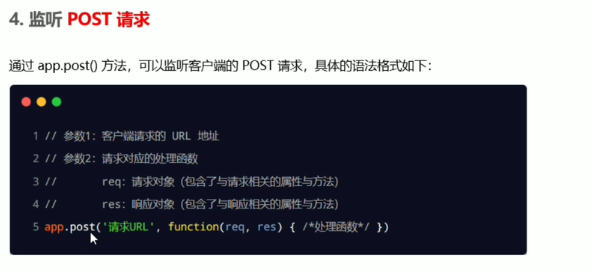 4. 监听 POST 请求
通过 app.post() 方法，可以监听客户端的 POST 请求，具体的语法格式如下：
1 // 参数1：客户端请求的 URL 地址
2 // 参数2：请求对应的处理函数
3 //       req：请求对象（包含了与请求相关的属性与方法）
4 //       res：响应对象（包含了与响应相关的属性与方法）
5 app.post('请求URL', function(req, res) { /*处理函数*/ })